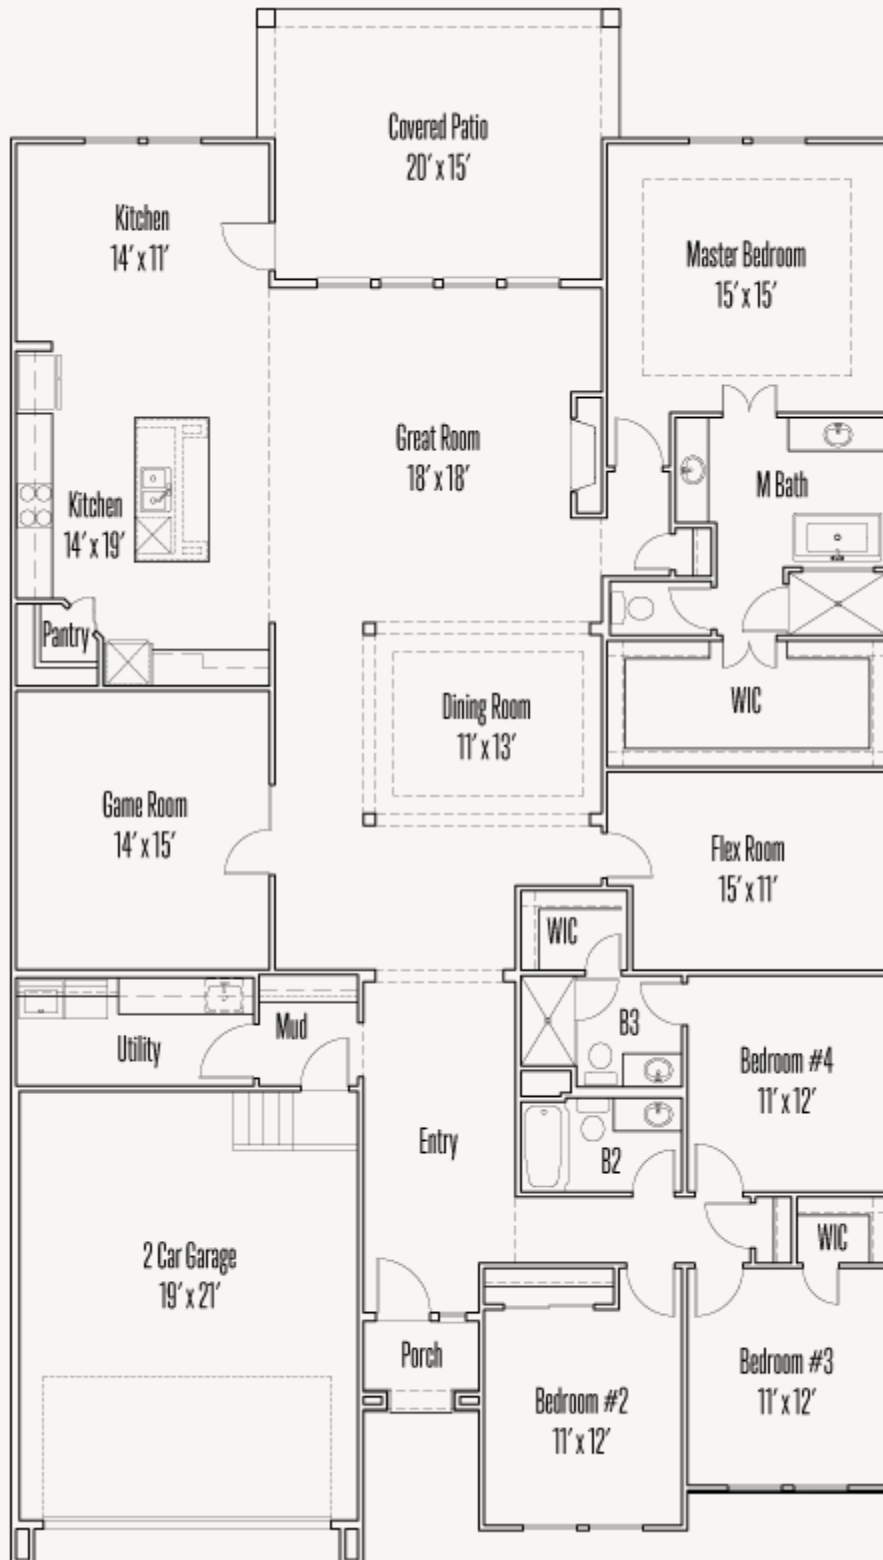 Covered Patio
20' x 15'
Kitchen
14' x 11'
Master Bedroom
15' x 15'
Great Room
18' x 18'
Kitchen
14' x 19'
M Bath
Pantry
WIC
Dining Room
11' x 13'
Game Room
14' x 15'
Flex Room
15' x 11'
WIC
B3
Mud
Utility
Bedroom #4
11' x 12'
Entry
B2
WIC
2 Car Garage
19' x 21'
Porch
Bedroom #3
11' x 12'
Bedroom #2
11' x 12'